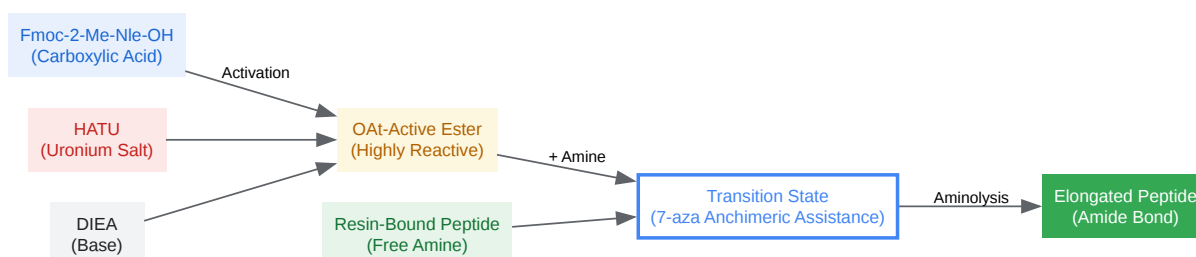 Fmoc-2-Me-Nle-OH
(Carboxylic Acid)
Activation
HATU
(Uronium Salt)
DIEA
(Base)
OAt-Active Ester
(Highly Reactive)
+ Amine
Resin-Bound Peptide
(Free Amine)
Transition State
(7-aza Anchimeric Assistance)
Aminolysis
Elongated Peptide
(Amide Bond)